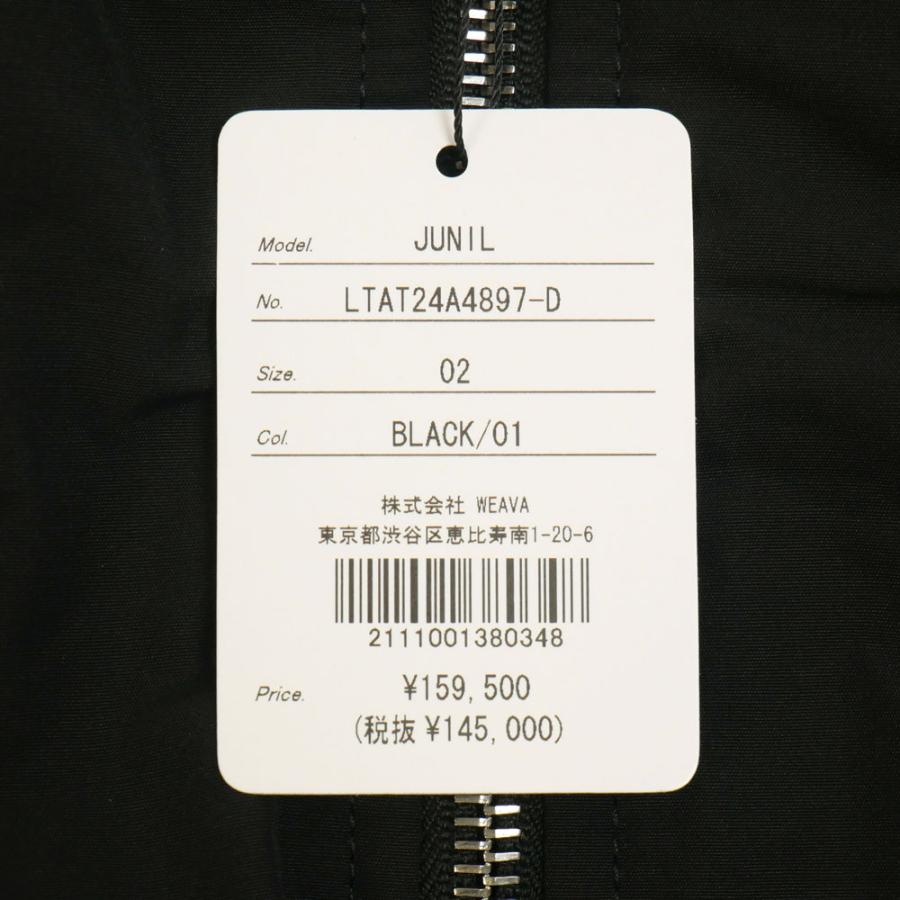 Model. JUNIL
No. LTAT24A4897-D
Size. 02
Col. BLACK/01
株式会社 WEAVA
東京都渋谷区恵比寿南1-20-6
2111001380348
Price. ¥159,500
(税抜 ¥145,000)